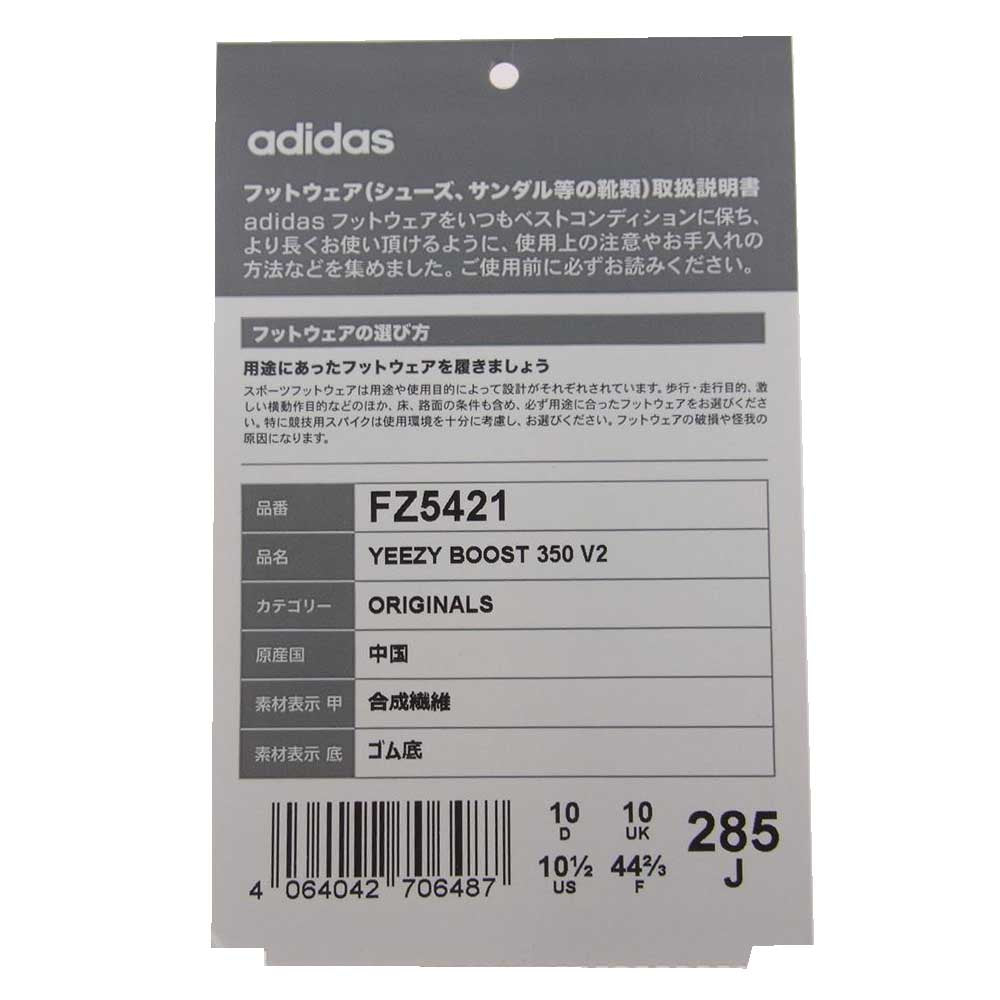 adidas
フットウェア(シューズ、サンダル等の靴類)取扱説明書
adidas フットウェアをいつもベストコンディションに保ち、
より長くお使い頂けるように、使用上の注意やお手入れの
方法などを集めました。ご使用前に必ずお読みください。
フットウェアの選び方
用途にあったフットウェアを履きましょう
スポーツフットウェアは用途や使用目的によって設計がそれぞれされています。歩行・走行目的、激
しい横動作目的などのほか、床、路面の条件も含め、必ず用途に合ったフットウェアをお選びくださ
い。特に競技用スパイクは使用環境を十分に考慮し、お選びください。フットウェアの破損や怪我の
原因になります。
品番 FZ5421
品名 YEEZY BOOST 350 V2
カテゴリー ORIGINALS
原産国 中国
素材表示 甲 合成繊維
素材表示 底 ゴム底
10 10 285
D UK J
10½ 44⅔
US F
4 064042 706487